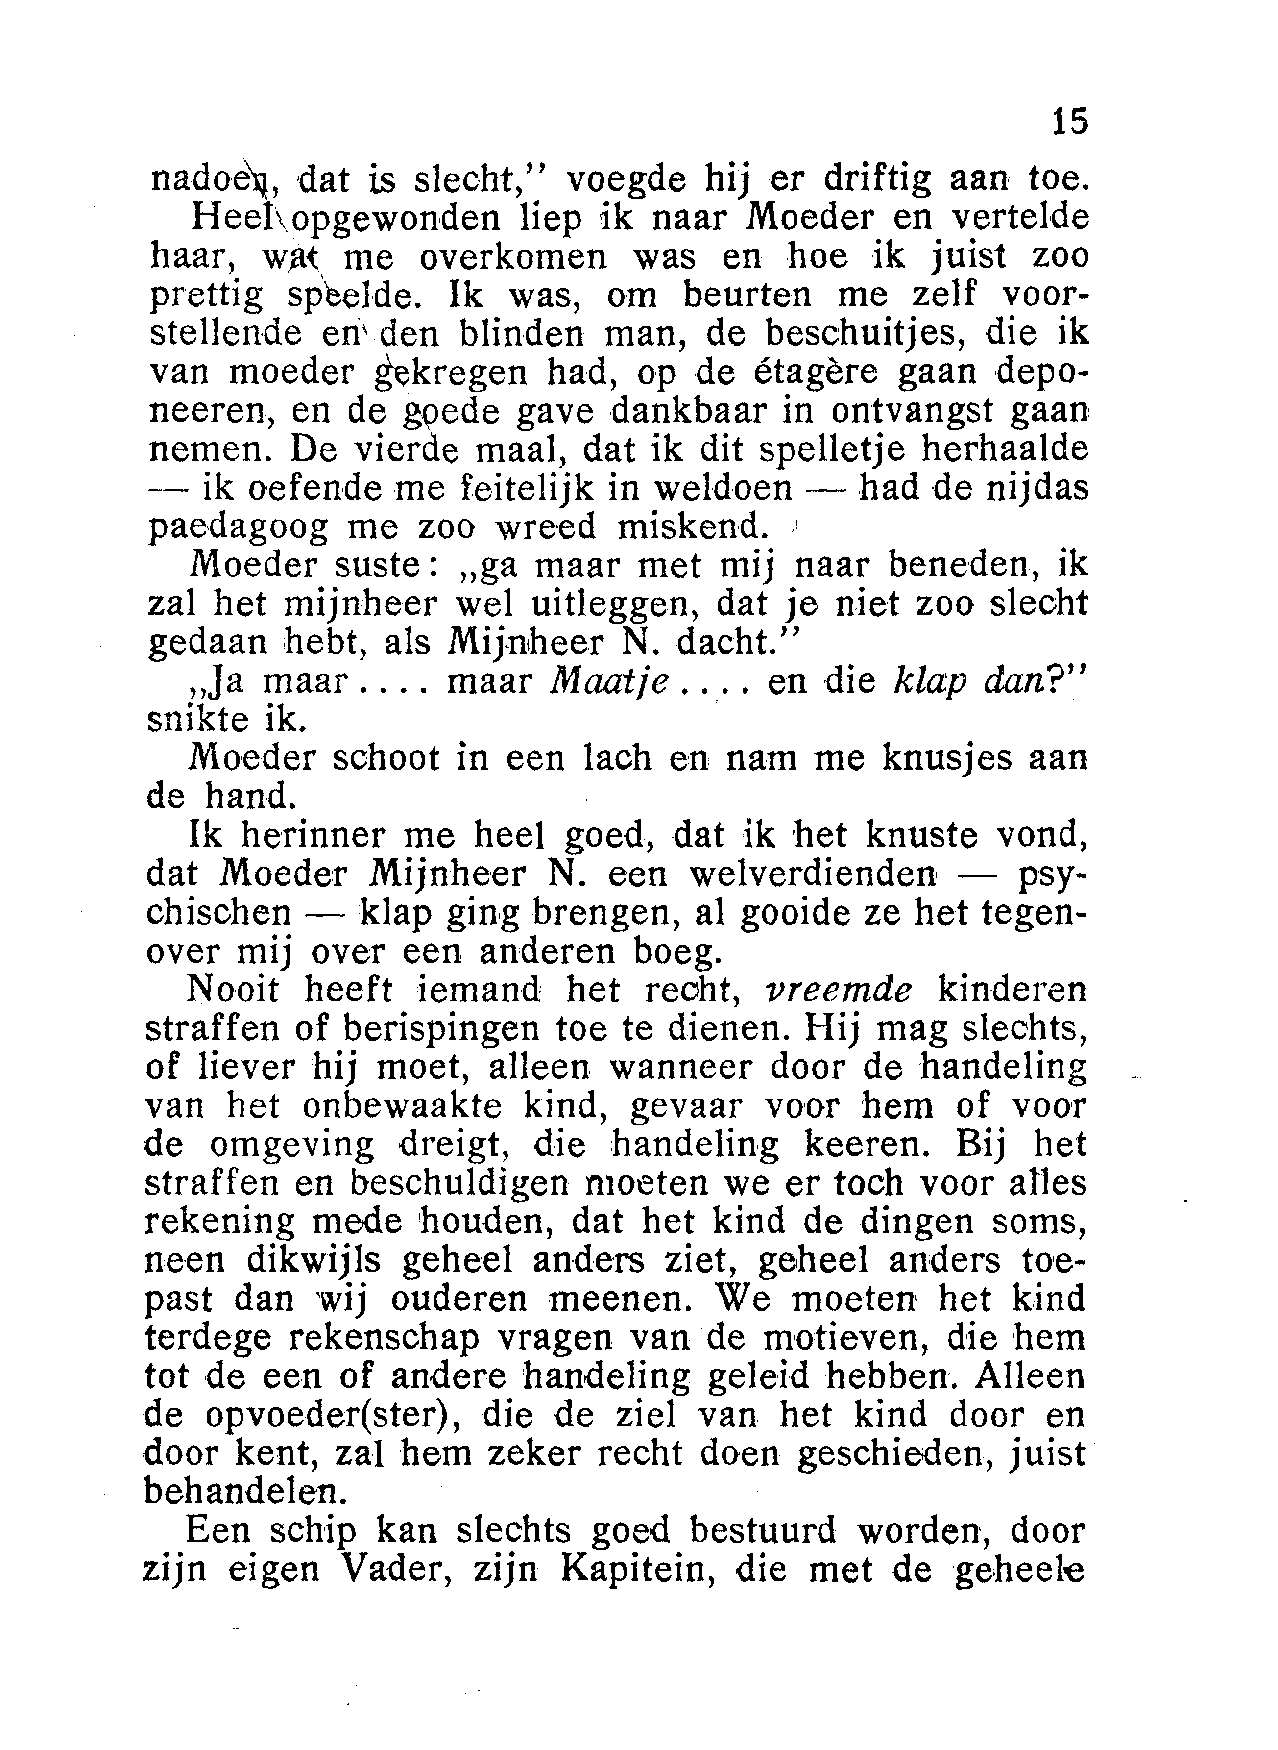 15
nadoen, dat is slecht,” voegde hij er driftig aan toe.
Heel opgewonden liep ik naar Moeder en vertelde
haar, wat me overkomen was en hoe ik juist zoo
prettig speelde. Ik was, om beurten me zelf voor-
stellende en den blinden man, de beschuitjes, die ik
van moeder gekregen had, op de étagère gaan depo-
neeren, en de goede gave dankbaar in ontvangst gaan
nemen. De vierde maal, dat ik dit spelletje herhaalde
— ik oefende me feitelijk in weldoen — had de nijdas
paedagoog me zoo wreed miskend.
Moeder suste: „ga maar met mij naar beneden, ik
zal het mijnheer wel uitleggen, dat je niet zoo slecht
gedaan hebt, als Mijnheer N. dacht.”
„Ja maar .... maar Maatje .... en die klap dan?”
snikte ik.
Moeder schoot in een lach en nam me knusjes aan
de hand.
Ik herinner me heel goed, dat ik het knuste vond,
dat Moeder Mijnheer N. een welverdienden — psy-
chischen — klap ging brengen, al gooide ze het tegen-
over mij over een anderen boeg.
Nooit heeft iemand het recht, vreemde kinderen
straffen of berispingen toe te dienen. Hij mag slechts,
of liever hij moet, alleen wanneer door de handeling
van het onbewaakte kind, gevaar voor hem of voor
de omgeving dreigt, die handeling keeren. Bij het
straffen en beschuldigen moeten we er toch voor alles
rekening mede houden, dat het kind de dingen soms,
neen dikwijls geheel anders ziet, geheel anders toe-
past dan wij ouderen meenen. We moeten het kind
terdege rekenschap vragen van de motieven, die hem
tot de een of andere handeling geleid hebben. Alleen
de opvoeder(ster), die de ziel van het kind door en
door kent, zal hem zeker recht doen geschieden, juist
behandelen.
Een schip kan slechts goed bestuurd worden, door
zijn eigen Vader, zijn Kapitein, die met de geheele